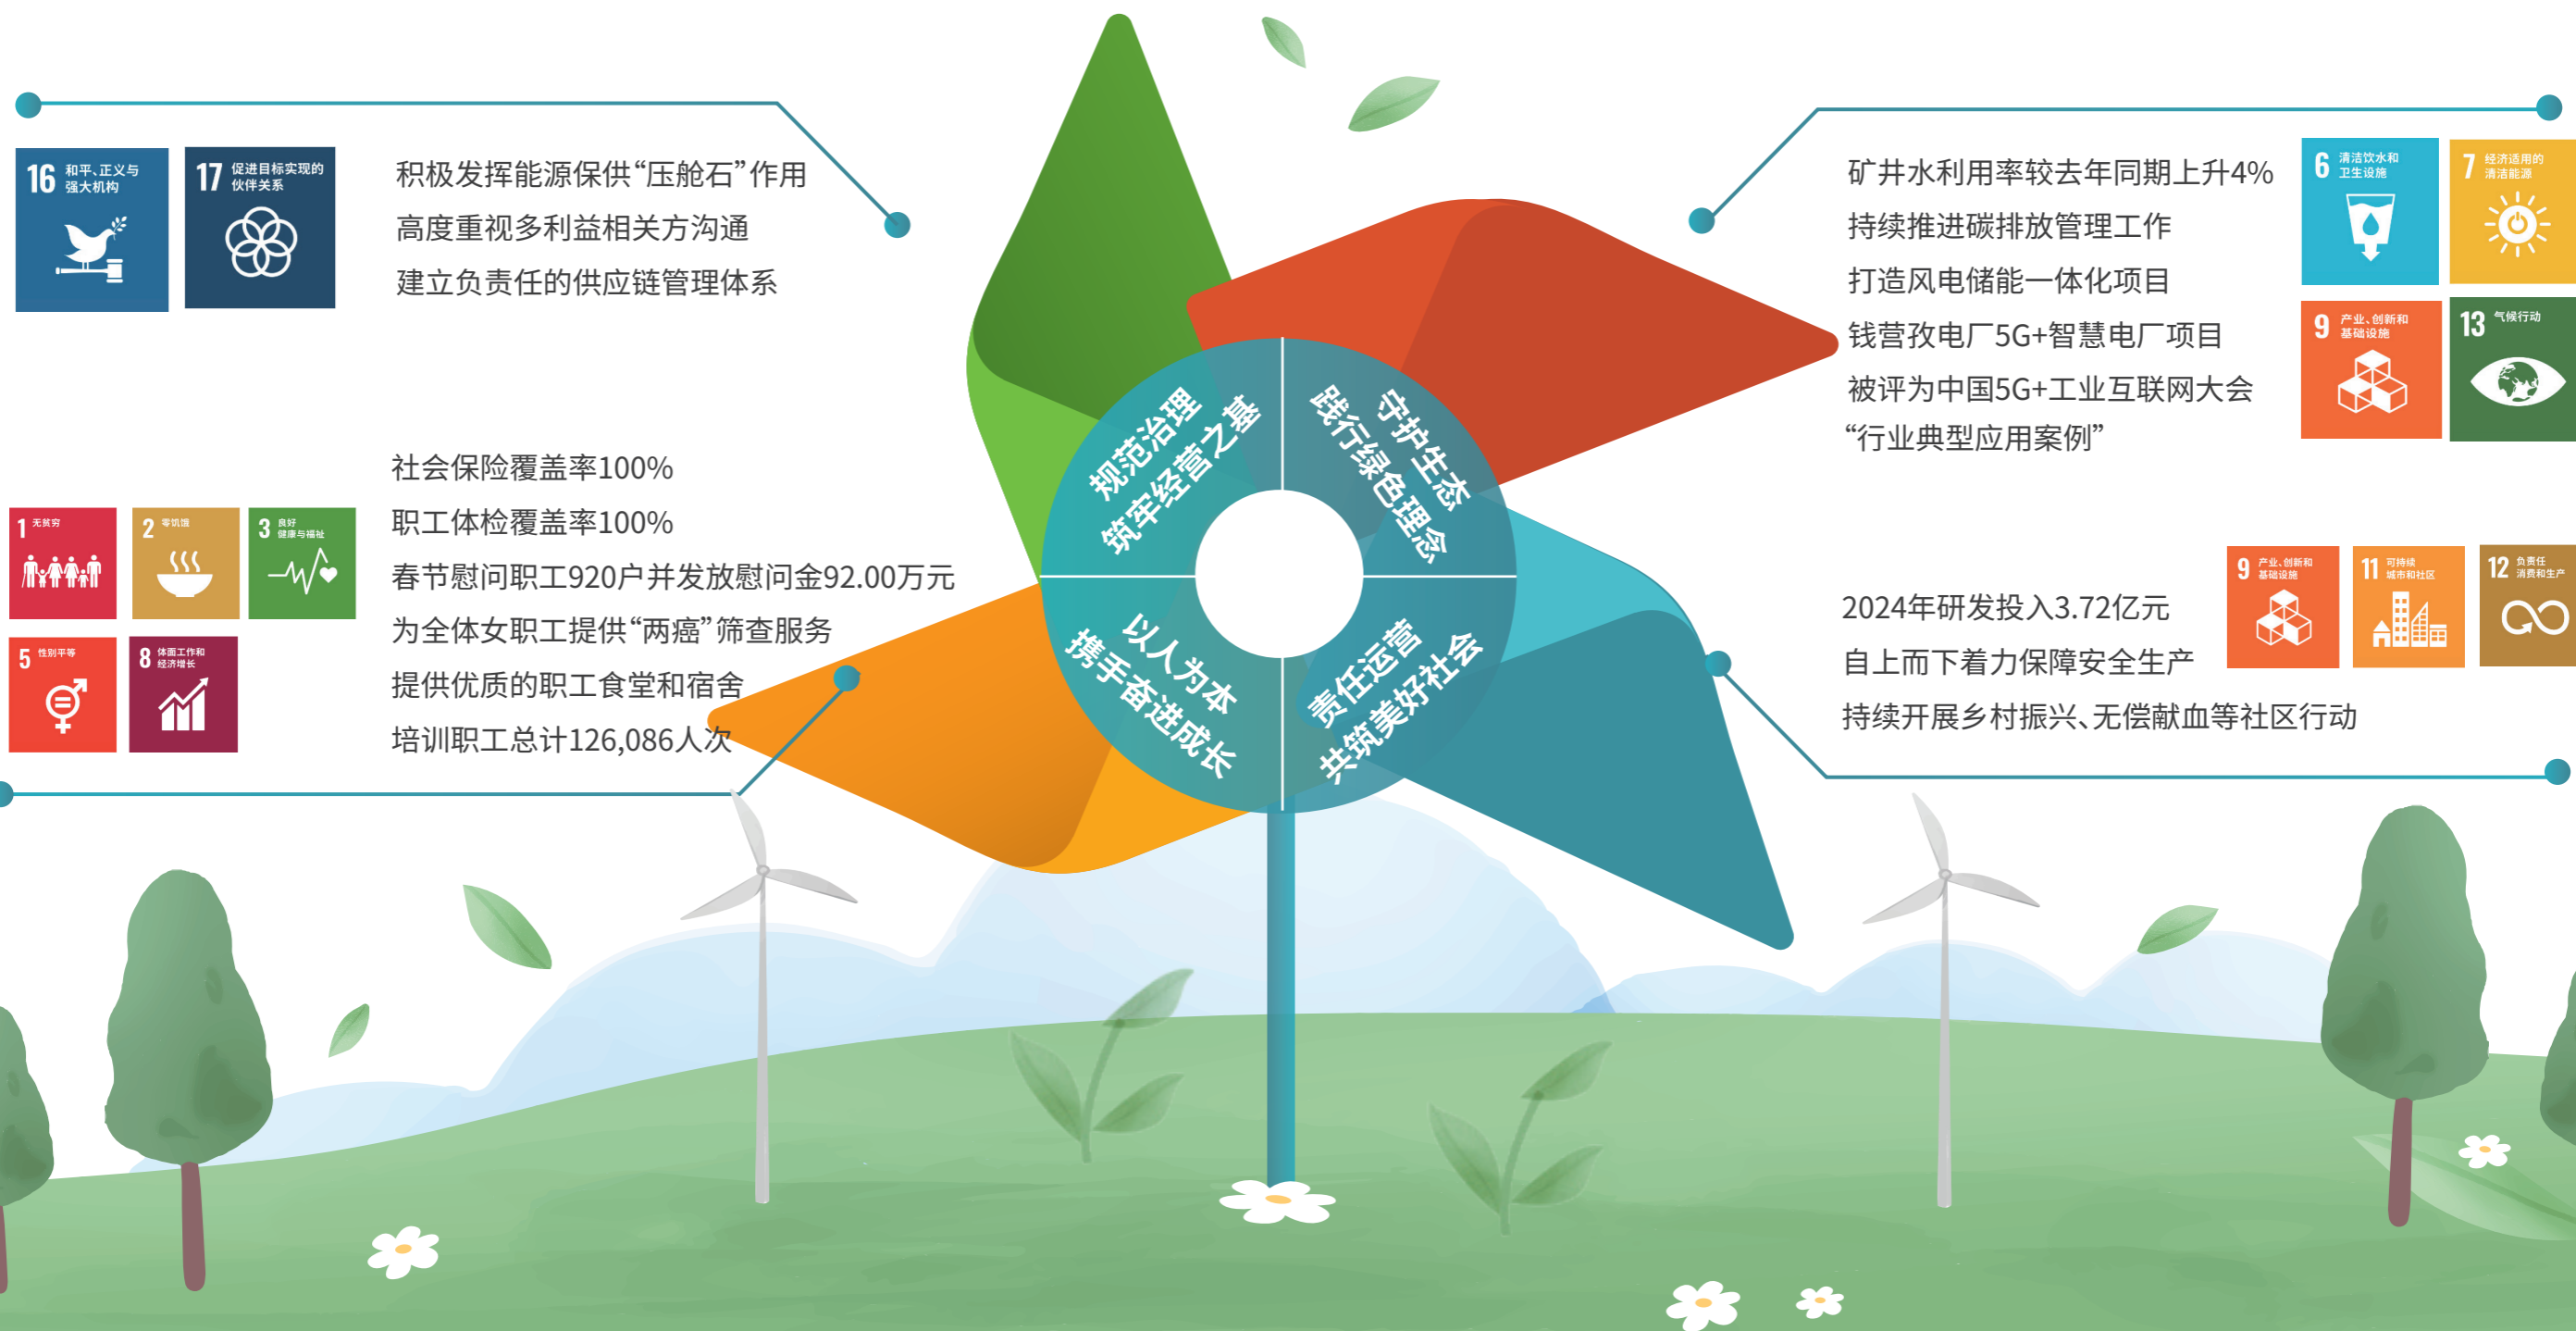 16 和平、正义与
强大机构
17 促进目标实现的
伙伴关系
积极发挥能源保供“压舱石”作用
高度重视多利益相关方沟通
建立负责任的供应链管理体系
矿井水利用率较去年同期上升4%
持续推进碳排放管理工作
打造风电储能一体化项目
钱营孜电厂5G+智慧电厂项目
被评为中国5G+工业互联网大会
“行业典型应用案例”
6 清洁饮水和
卫生设施
7 经济适用的
清洁能源
9 产业、创新和
基础设施
13 气候行动
规范治理
筑牢经营之基
守护生态
践行绿色理念
以人为本
携手奋进成长
责任运营
共筑美好社会
1 无贫穷
2 零饥饿
3 良好
健康与福祉
5 性别平等
8 体面工作和
经济增长
社会保险覆盖率100%
职工体检覆盖率100%
春节慰问职工920户并发放慰问金92.00万元
为全体女职工提供“两癌”筛查服务
提供优质的职工食堂和宿舍
培训职工总计126,086人次
2024年研发投入3.72亿元
自上而下着力保障安全生产
持续开展乡村振兴、无偿献血等社区行动
9 产业、创新和
基础设施
11 可持续
城市和社区
12 负责任
消费和生产